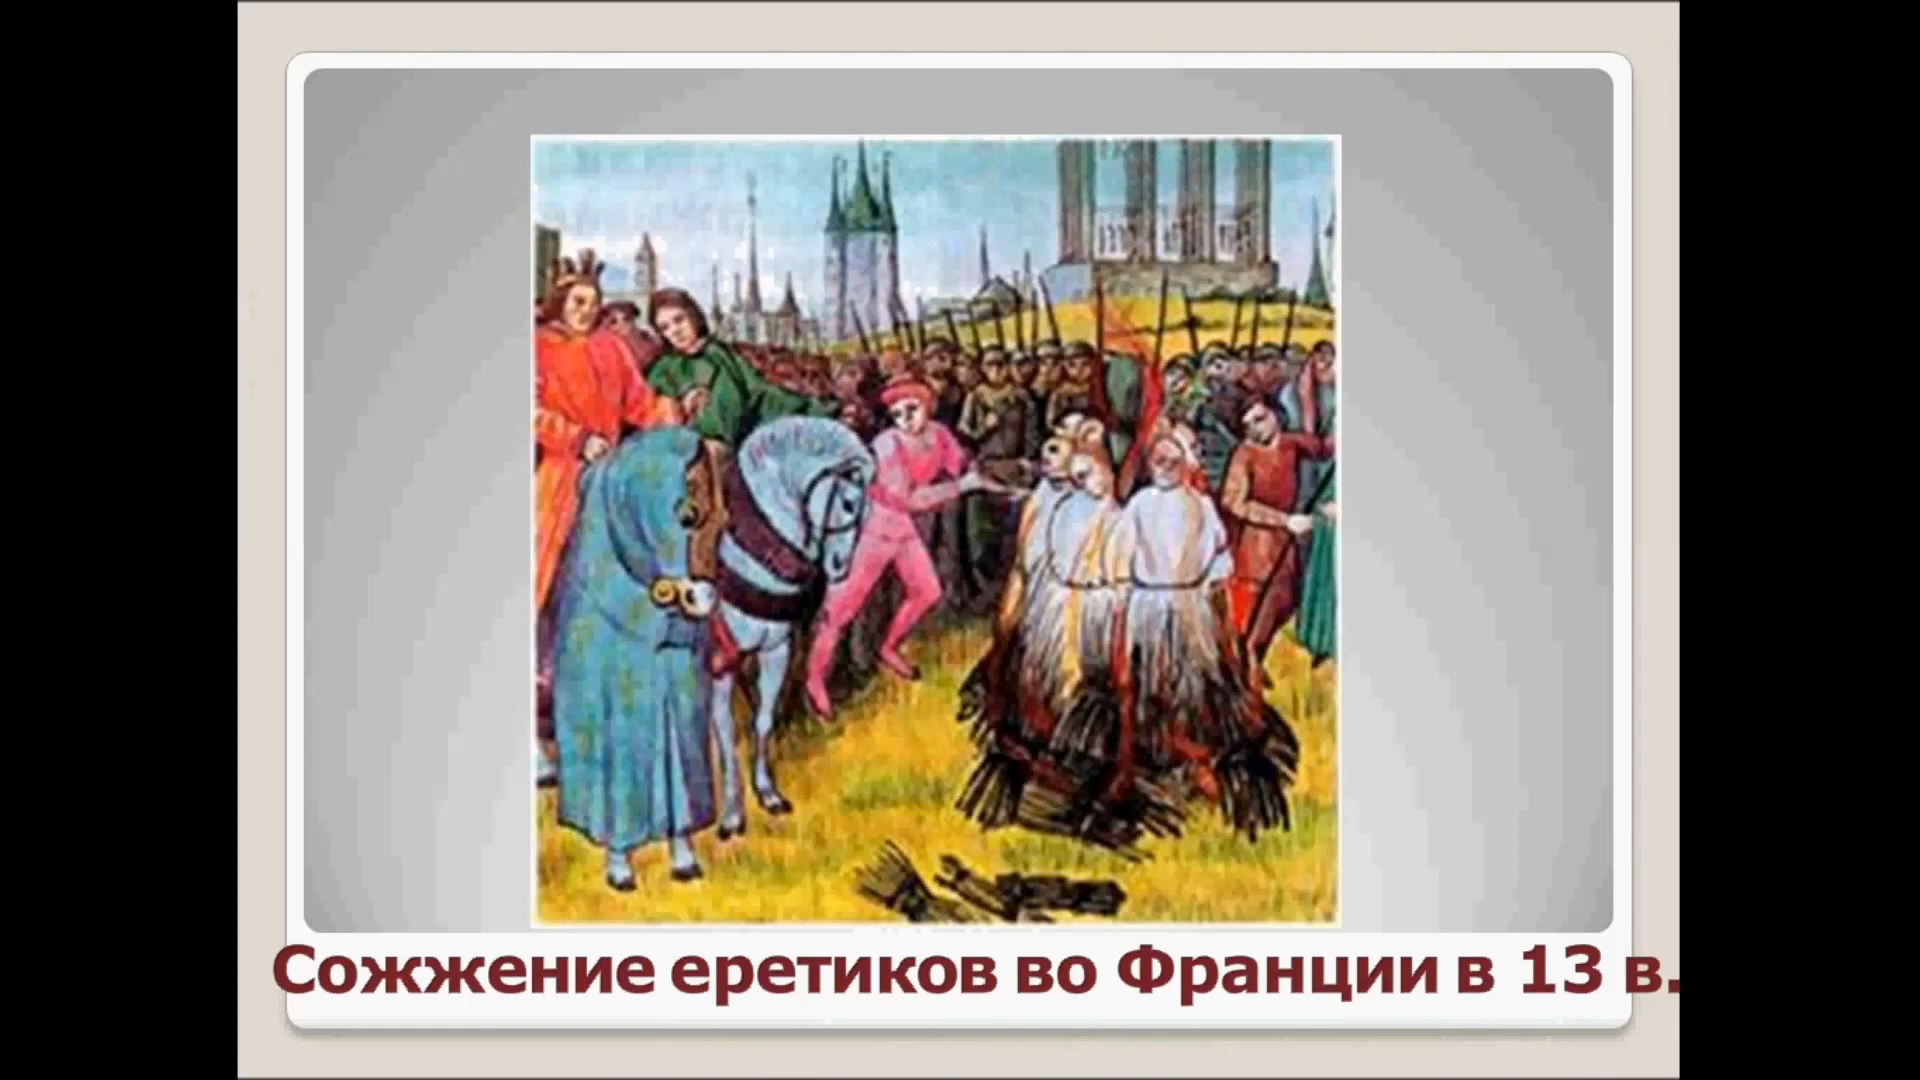 Сожжение еретиков во Франции в 13 в.